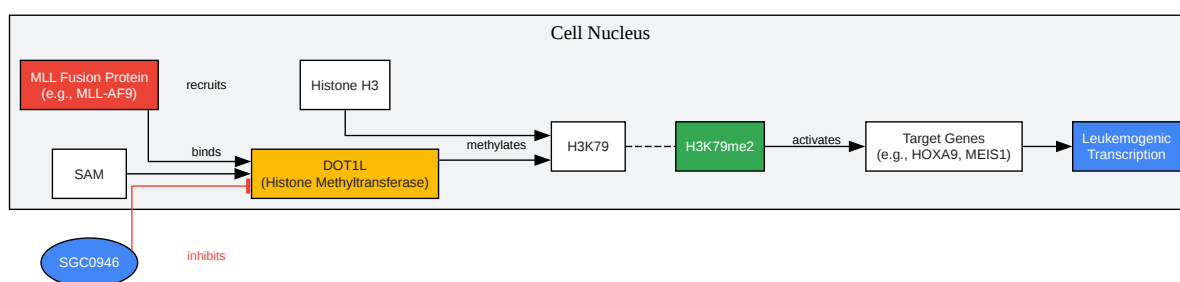 Cell Nucleus
MLL Fusion Protein
(e.g., MLL-AF9)
recruits
Histone H3
SAM
binds
DOT1L
(Histone Methyltransferase)
methylates
H3K79
H3K79me2
activates
Target Genes
(e.g., HOXA9, MEIS1)
Leukemogenic
Transcription
SGC0946
inhibits